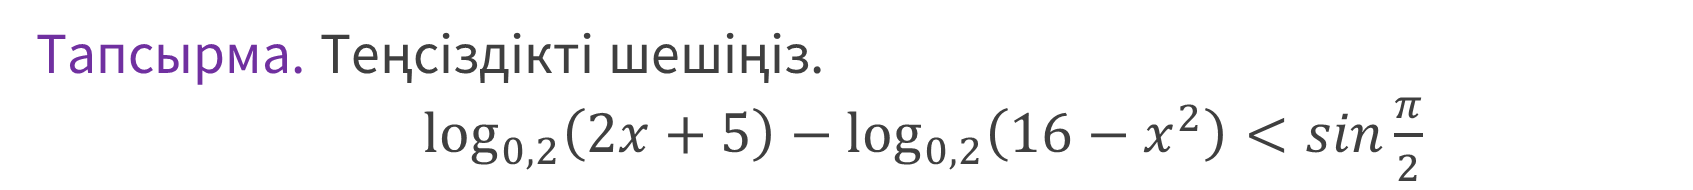 Тапсырма. Теңсіздікті шешіңіз.
log₀,₂(2x + 5) − log₀,₂(16 − x²) < sin π/2